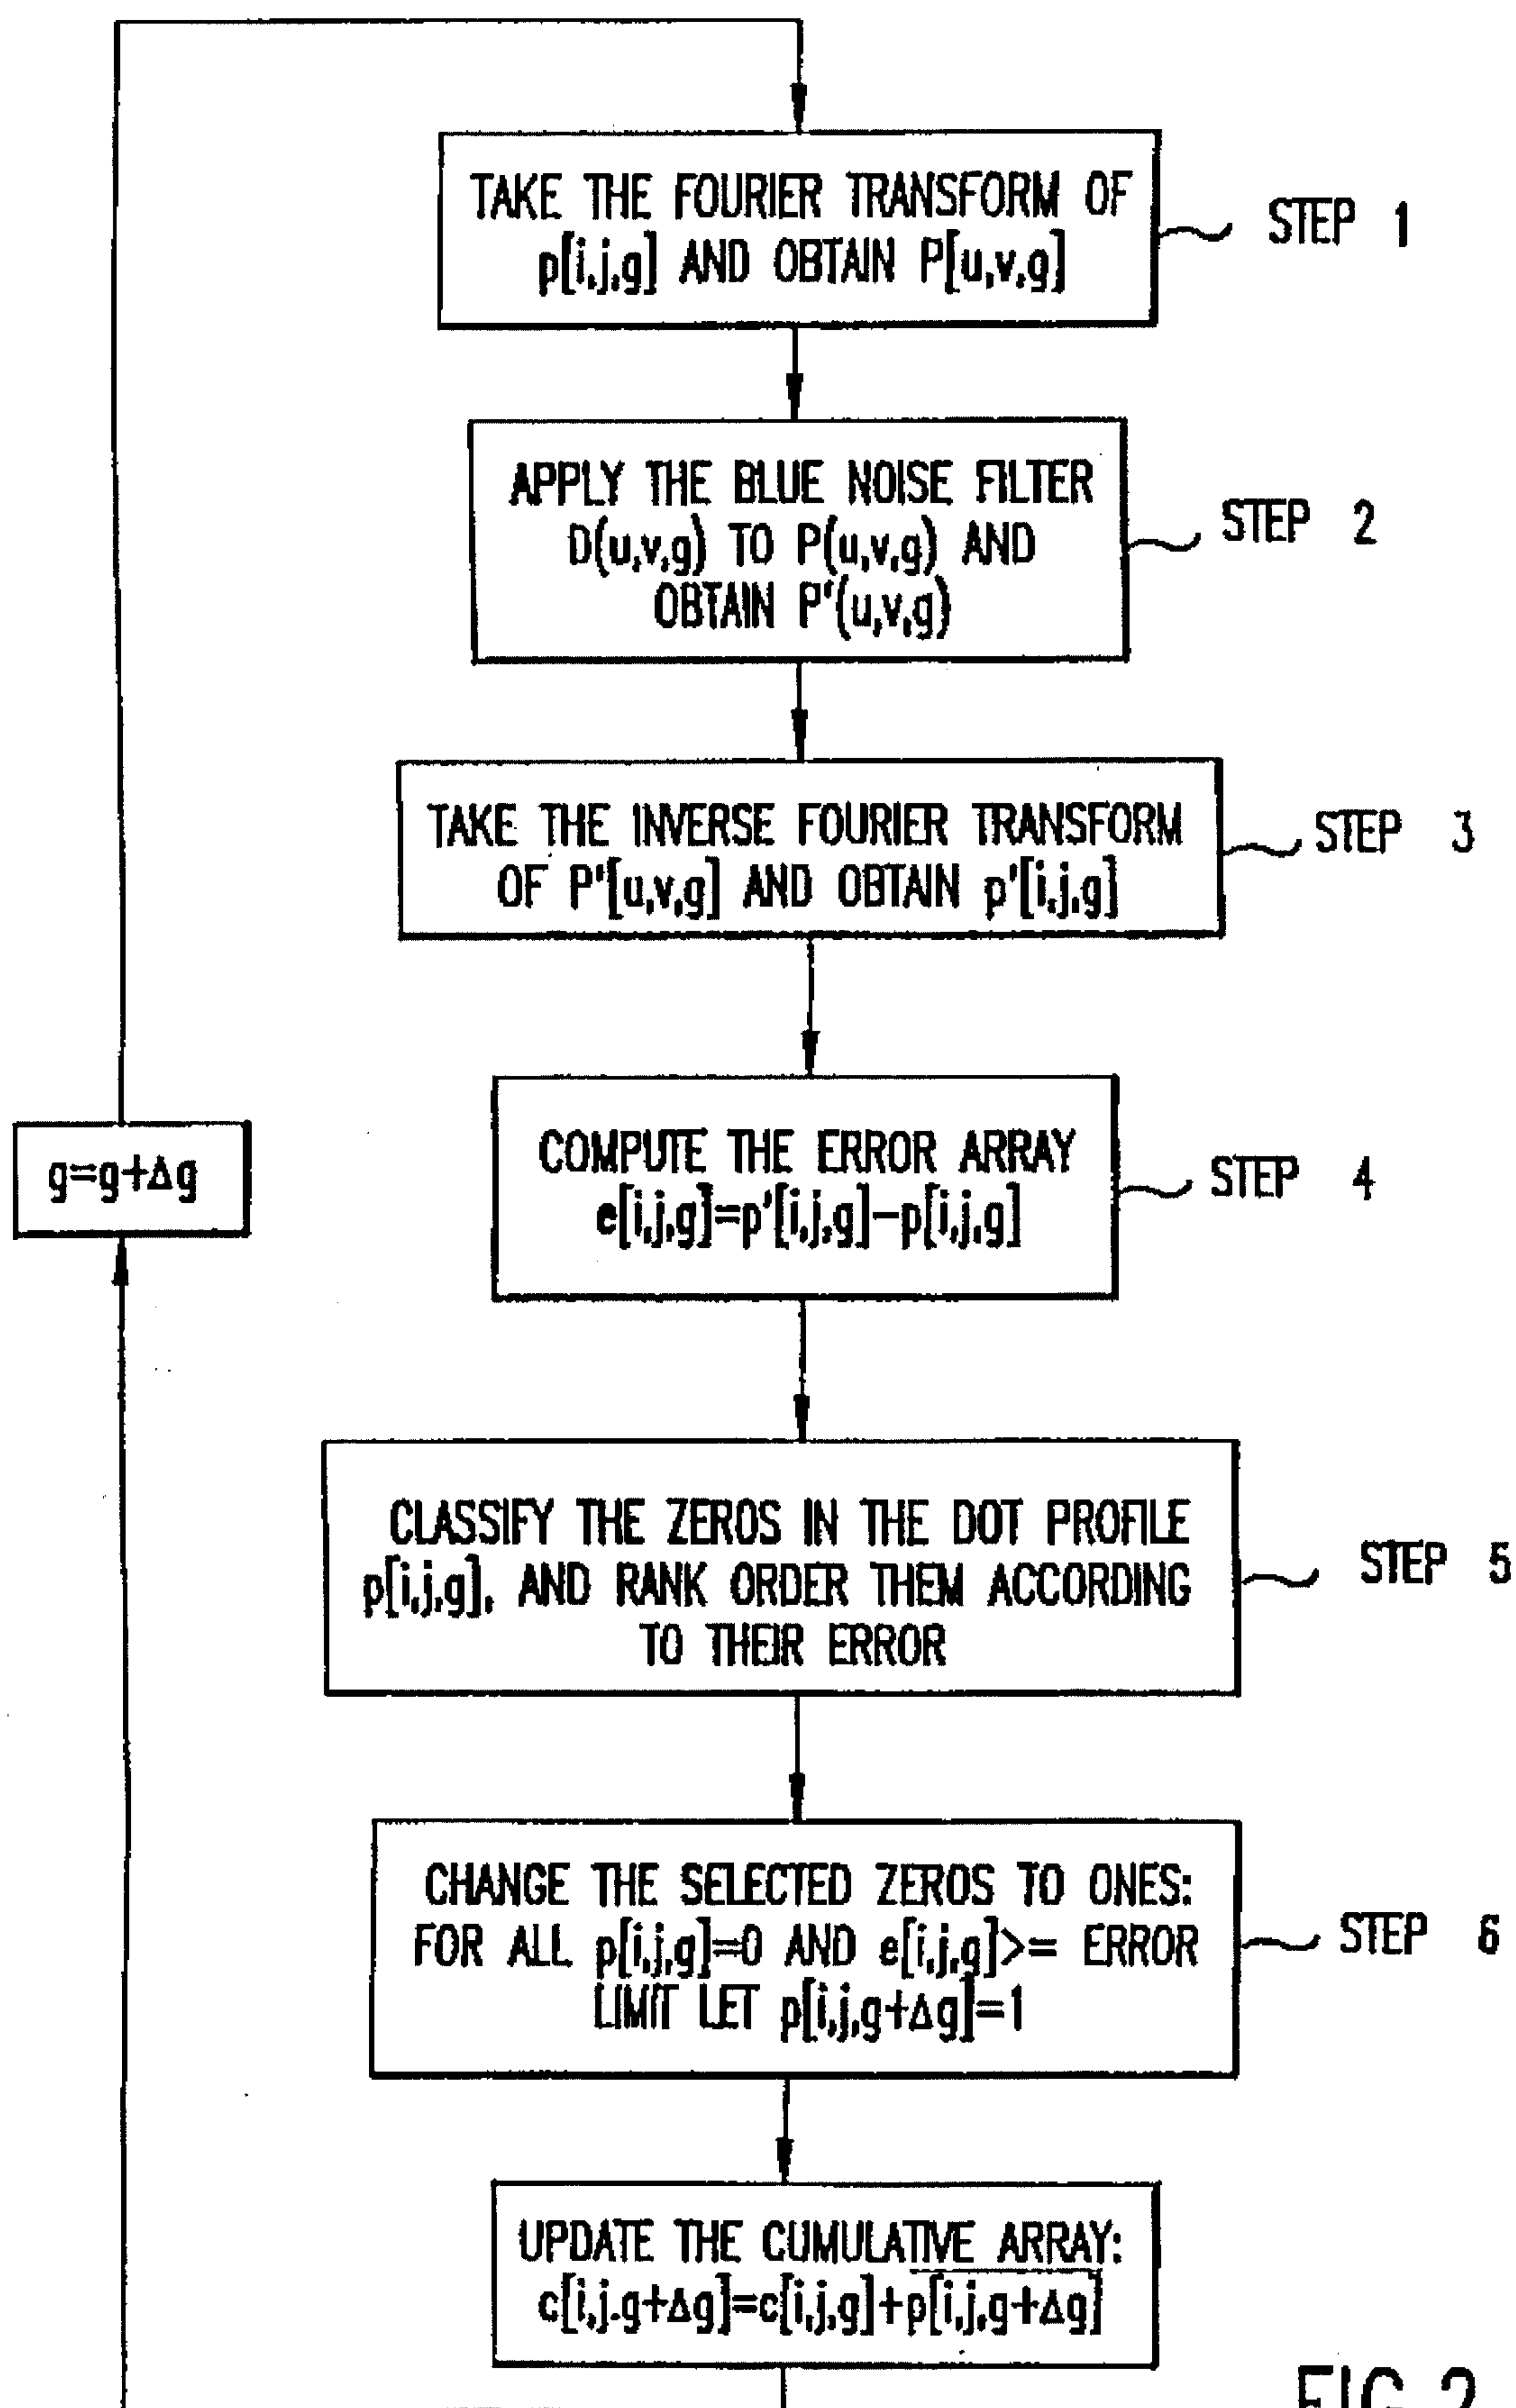 TAKE THE FOURIER TRANSFORM OF
p[i,j,g] AND OBTAIN P[u,v,g]
STEP 1
APPLY THE BLUE NOISE FILTER
D(u,v,g) TO P(u,v,g) AND
OBTAIN P'(u,v,g)
STEP 2
TAKE THE INVERSE FOURIER TRANSFORM
OF P'[u,v,g] AND OBTAIN p'[i,j,g]
STEP 3
COMPUTE THE ERROR ARRAY
e[i,j,g]=p'[i,j,g]-p[i,j,g]
STEP 4
g=g+Δg
CLASSIFY THE ZEROS IN THE DOT PROFILE
p[i,j,g], AND RANK ORDER THEM ACCORDING
TO THEIR ERROR
STEP 5
CHANGE THE SELECTED ZEROS TO ONES:
FOR ALL p[i,j,g]=0 AND e[i,j,g]>= ERROR
LIMIT LET p[i,j,g+Δg]=1
STEP 6
UPDATE THE CUMULATIVE ARRAY:
c[i,j.g+Δg]=c[i,j,g]+p̅[̅i̅,̅j̅,̅g̅+̅Δ̅g̅]̅
FIG.2